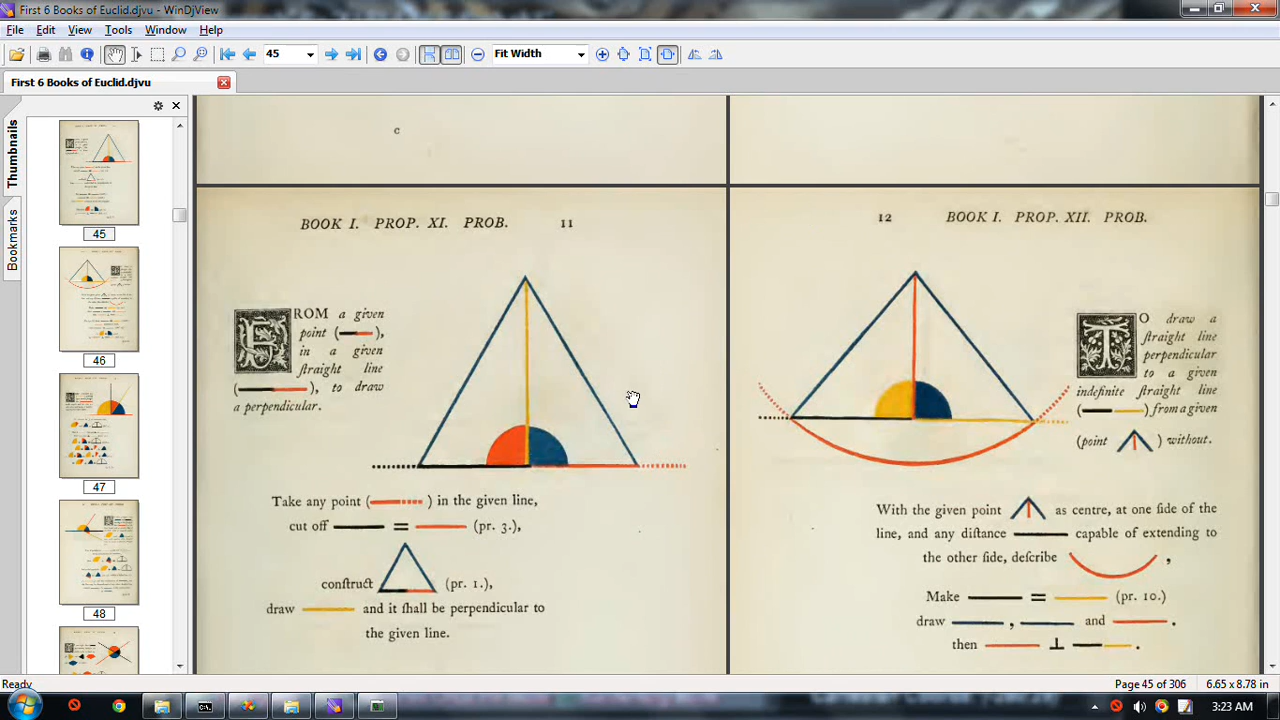 First 6 Books of Euclid.djvu - WinDjView
File Edit View Tools Window Help
45 Fit Width
First 6 Books of Euclid.djvu
Thumbnails
Bookmarks
45
46
47
48
c
BOOK I. PROP. XI. PROB. 11
FROM a given
point ( ),
in a given
ſtraight line
( ), to draw
a perpendicular.
Take any point ( ) in the given line,
cut off = (pr. 3.),
conſtruct (pr. 1.),
draw and it ſhall be perpendicular to
the given line.
12 BOOK I. PROP. XII. PROB.
TO draw a
ſtraight line
perpendicular
to a given
indefinite ſtraight line
( ) from a given
(point ) without.
With the given point as centre, at one ſide of the
line, and any diſtance capable of extending to
the other ſide, deſcribe ,
Make = (pr. 10.)
draw , and .
then ⊥ .
Ready Page 45 of 306 6.65 x 8.78 in
3:23 AM